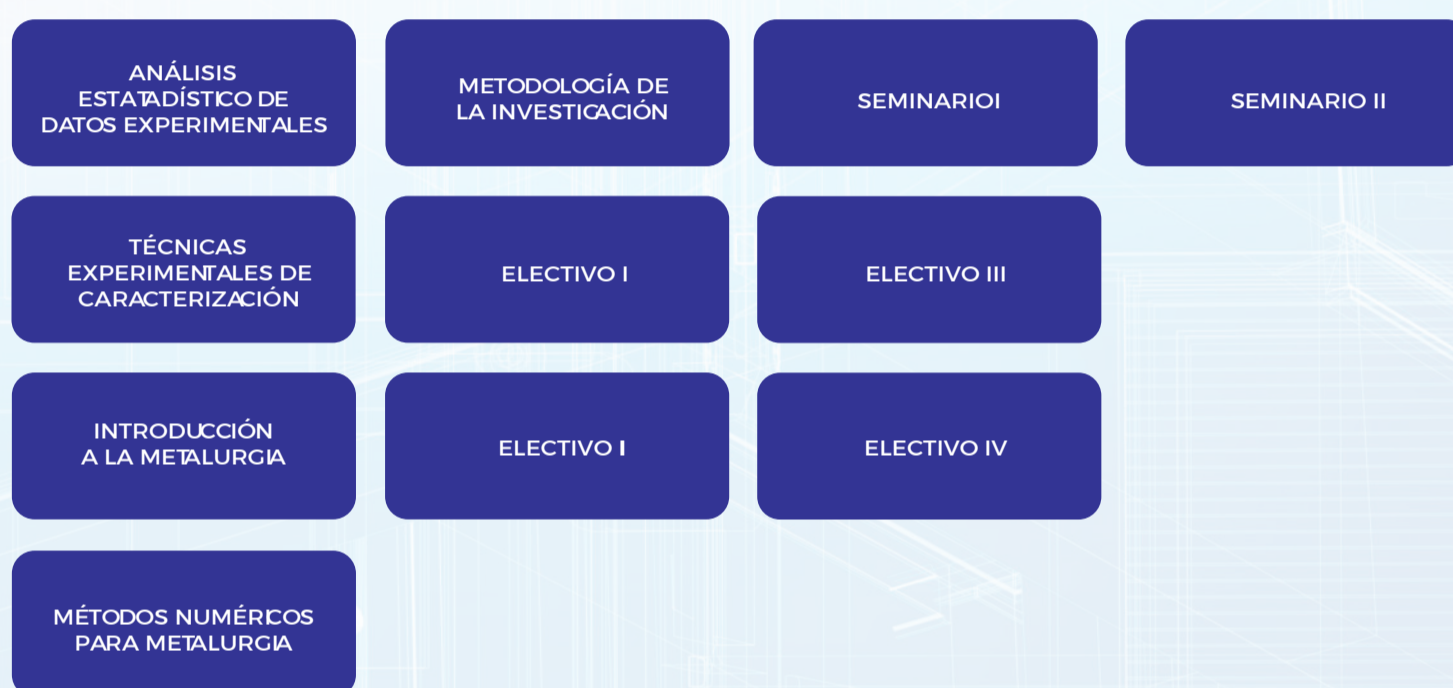 ANÁLISIS
ESTATADÍSTICO DE
DATOS EXPERIMENTALES
METODOLOGÍA DE
LA INVESTIGACIÓN
SEMINARIOI
SEMINARIO II
TÉCNICAS
EXPERIMENTALES DE
CARACTERIZACIÓN
ELECTIVO I
ELECTIVO III
INTRODUCCIÓN
A LA METALURGIA
ELECTIVO I
ELECTIVO IV
MÉTODOS NUMÉRICOS
PARA METALURGIA